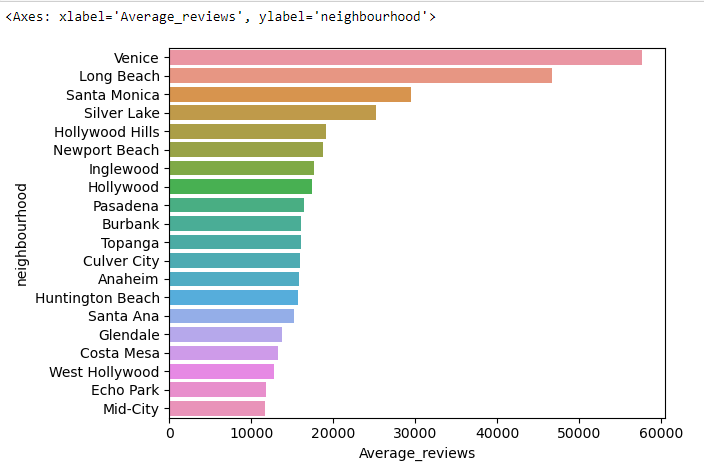 <Axes: xlabel='Average_reviews', ylabel='neighbourhood'>
Venice
Long Beach
Santa Monica
Silver Lake
Hollywood Hills
Newport Beach
Inglewood
Hollywood
Pasadena
Burbank
Topanga
Culver City
Anaheim
Huntington Beach
Santa Ana
Glendale
Costa Mesa
West Hollywood
Echo Park
Mid-City
neighbourhood
0 10000 20000 30000 40000 50000 60000
Average_reviews